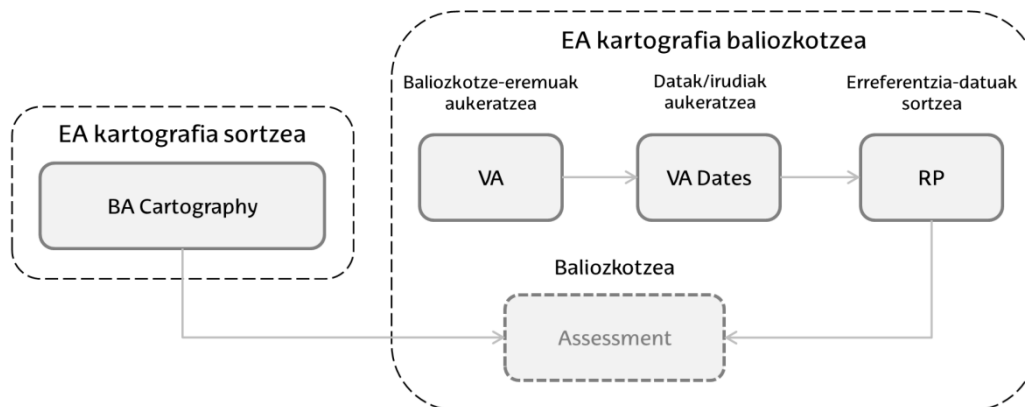 EA kartografia baliozkotzea
Baliozkotze-eremuak
aukeratzea
Datak/irudiak
aukeratzea
Erreferentzia-datuak
sortzea
EA kartografia sortzea
BA Cartography
VA
VA Dates
RP
Baliozkotzea
Assessment